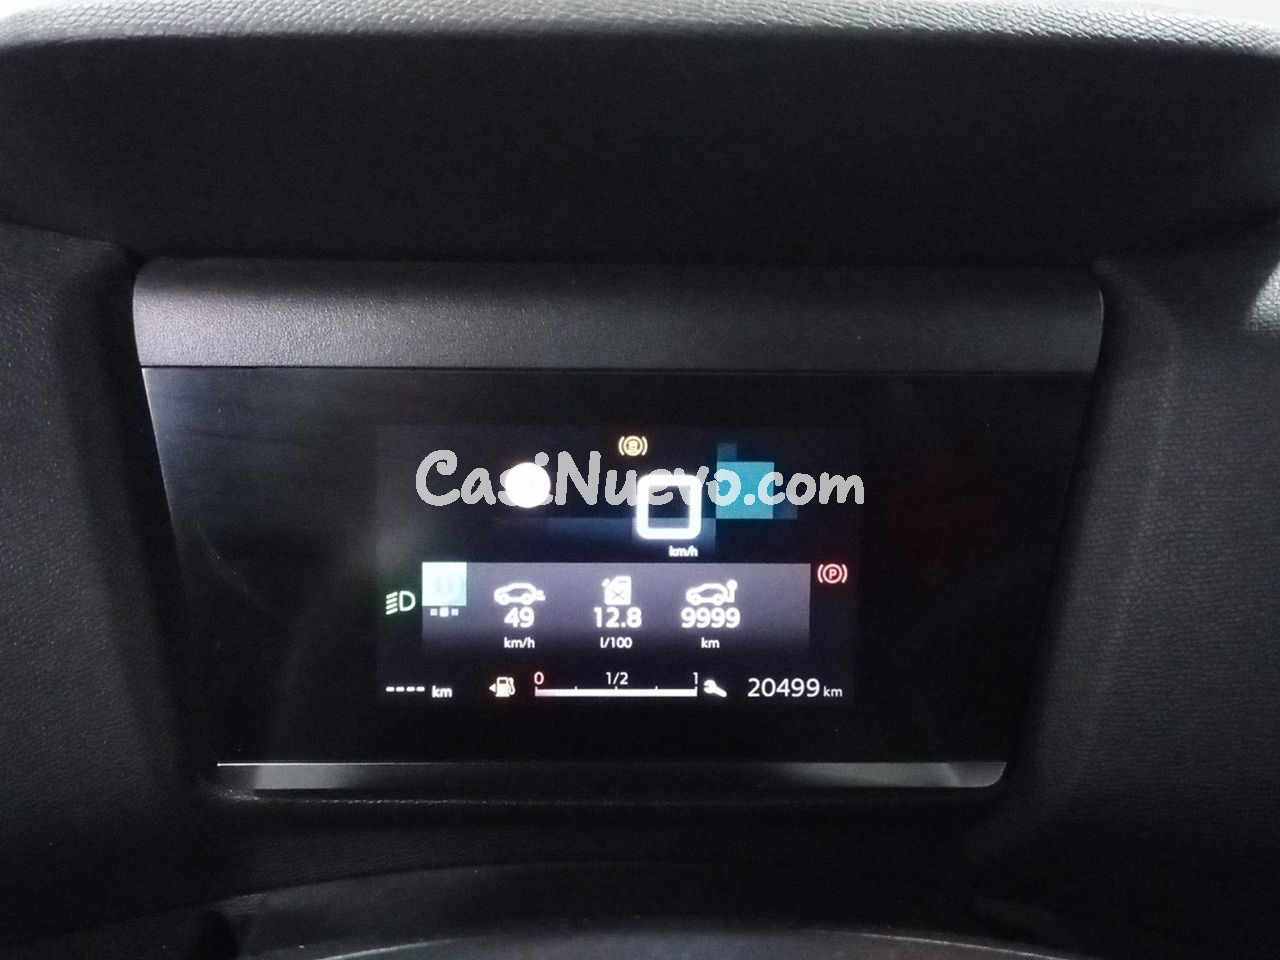 CasiNuevo.com
km/h
49 12.8 9999
km/h l/100 km
0 1/2 1
---- km 20499 km
P